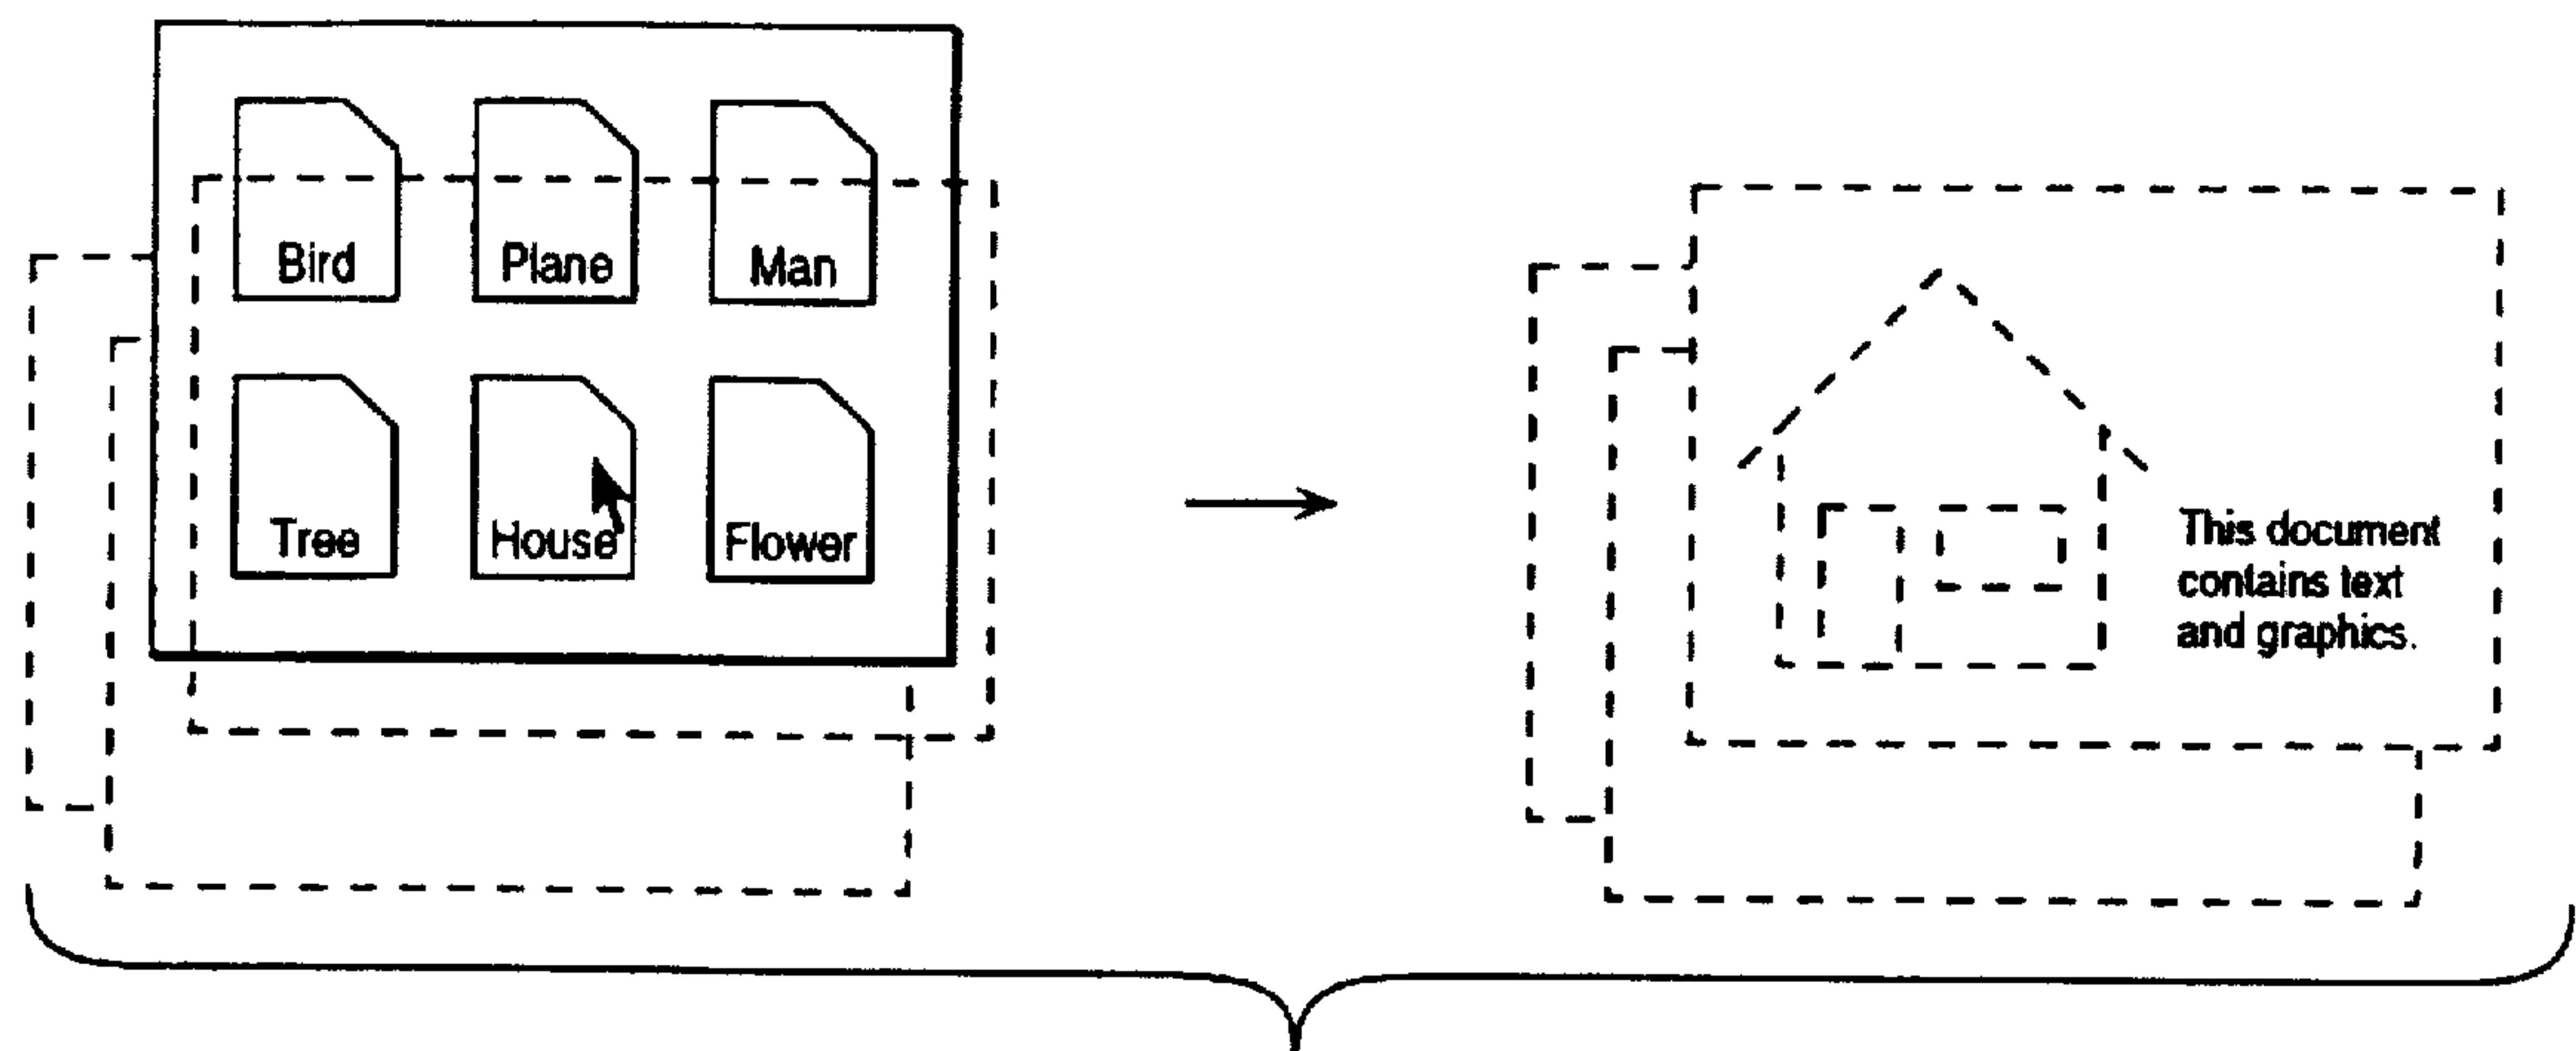 Bird
Plane
Man
Tree
House
Flower
This document
contains text
and graphics.